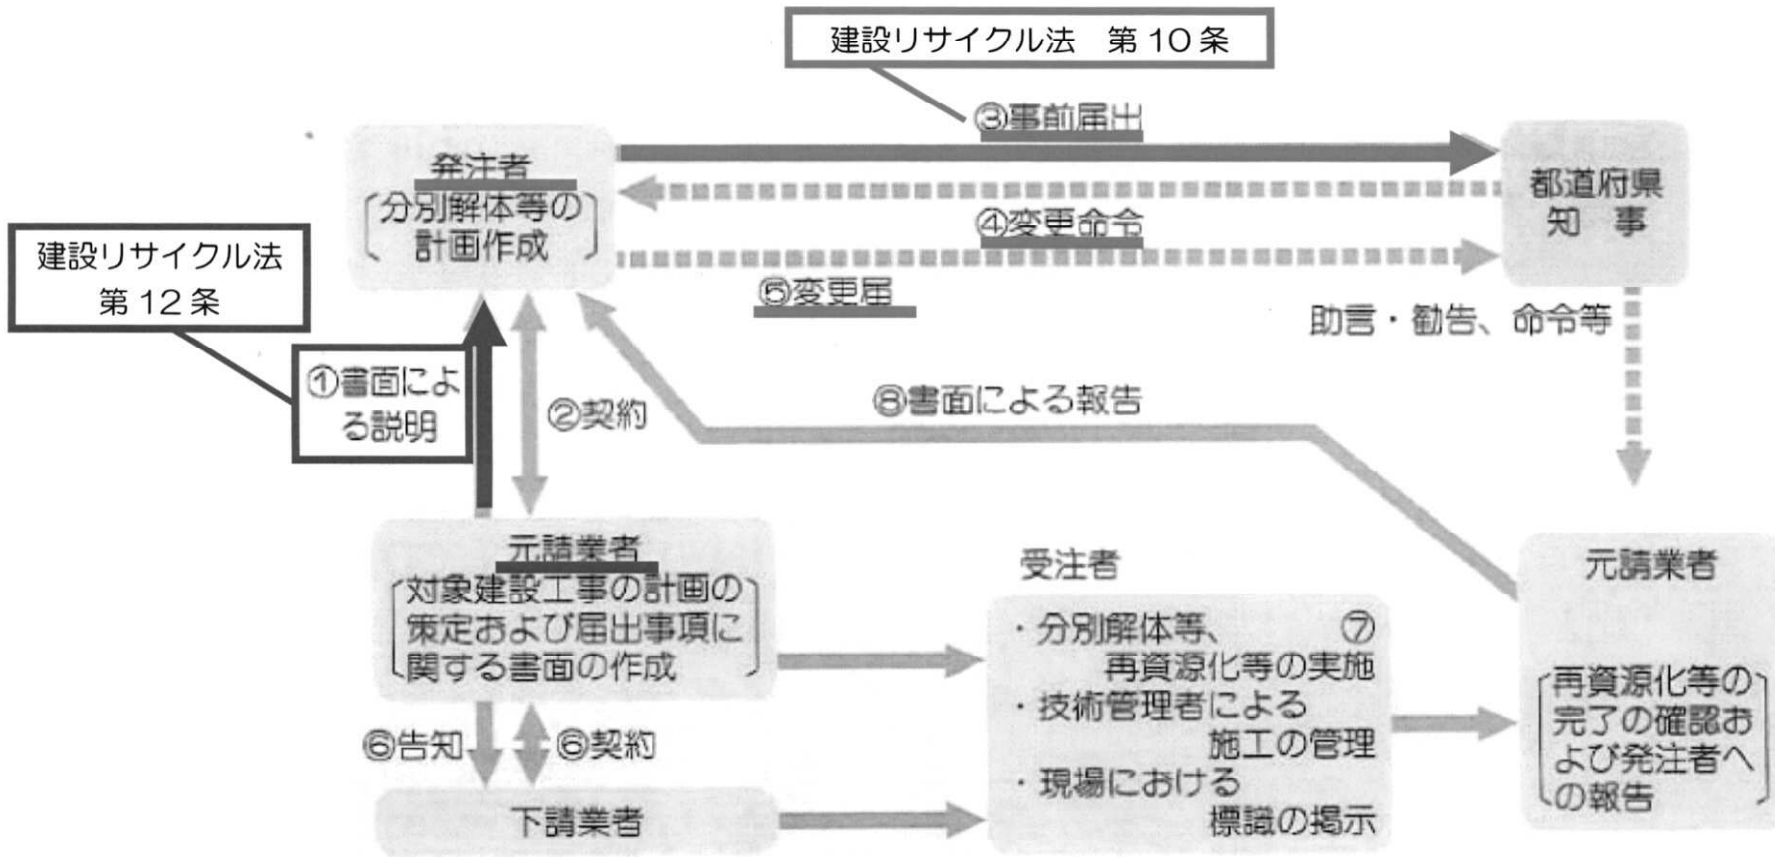 建設リサイクル法　第10条
③事前届出
発注者
分別解体等の
計画作成
都道府県
知　事
④変更命令
⑤変更届
建設リサイクル法
第12条
助言・勧告、命令等
①書面によ
る説明
②契約
⑧書面による報告
元請業者
対象建設工事の計画の
策定および届出事項に
関する書面の作成
⑥告知
⑥契約
下請業者
受注者
・分別解体等、　⑦
再資源化等の実施
・技術管理者による
施工の管理
・現場における
標識の掲示
元請業者
再資源化等の
完了の確認お
よび発注者へ
の報告